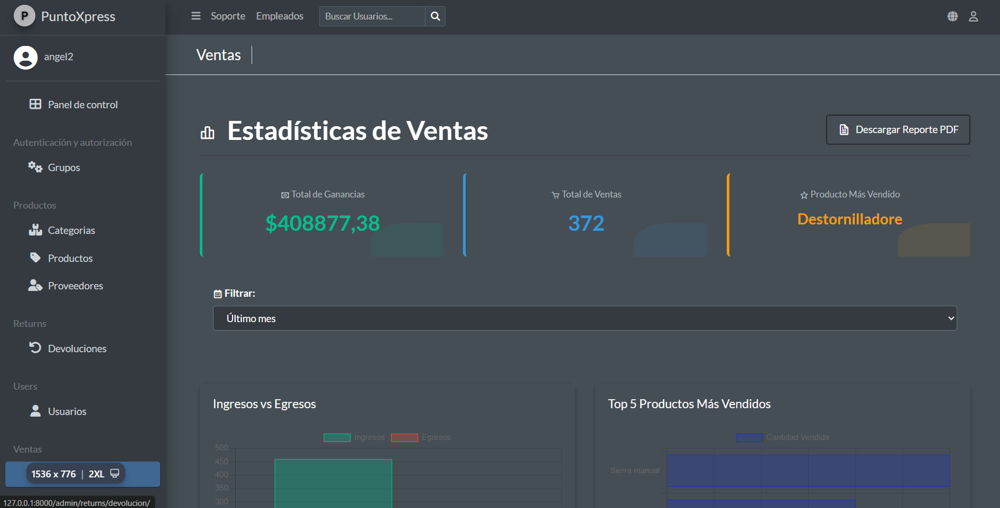 P PuntoXpress
Soporte Empleados Buscar Usuarios...
angel2
Ventas
Panel de control
Autenticación y autorización
Grupos
Productos
Categorias
Productos
Proveedores
Returns
Devoluciones
Users
Usuarios
Ventas
1536 x 776 | 2XL
127.0.0.1:8000/admin/returns/devolucion/
Estadísticas de Ventas
Descargar Reporte PDF
Total de Ganancias
$408877,38
Total de Ventas
372
Producto Más Vendido
Destornilladore
Filtrar:
Último mes
Ingresos vs Egresos
Ingresos Egresos
500
450
400
350
300
Top 5 Productos Más Vendidos
Cantidad Vendida
Sierra manual